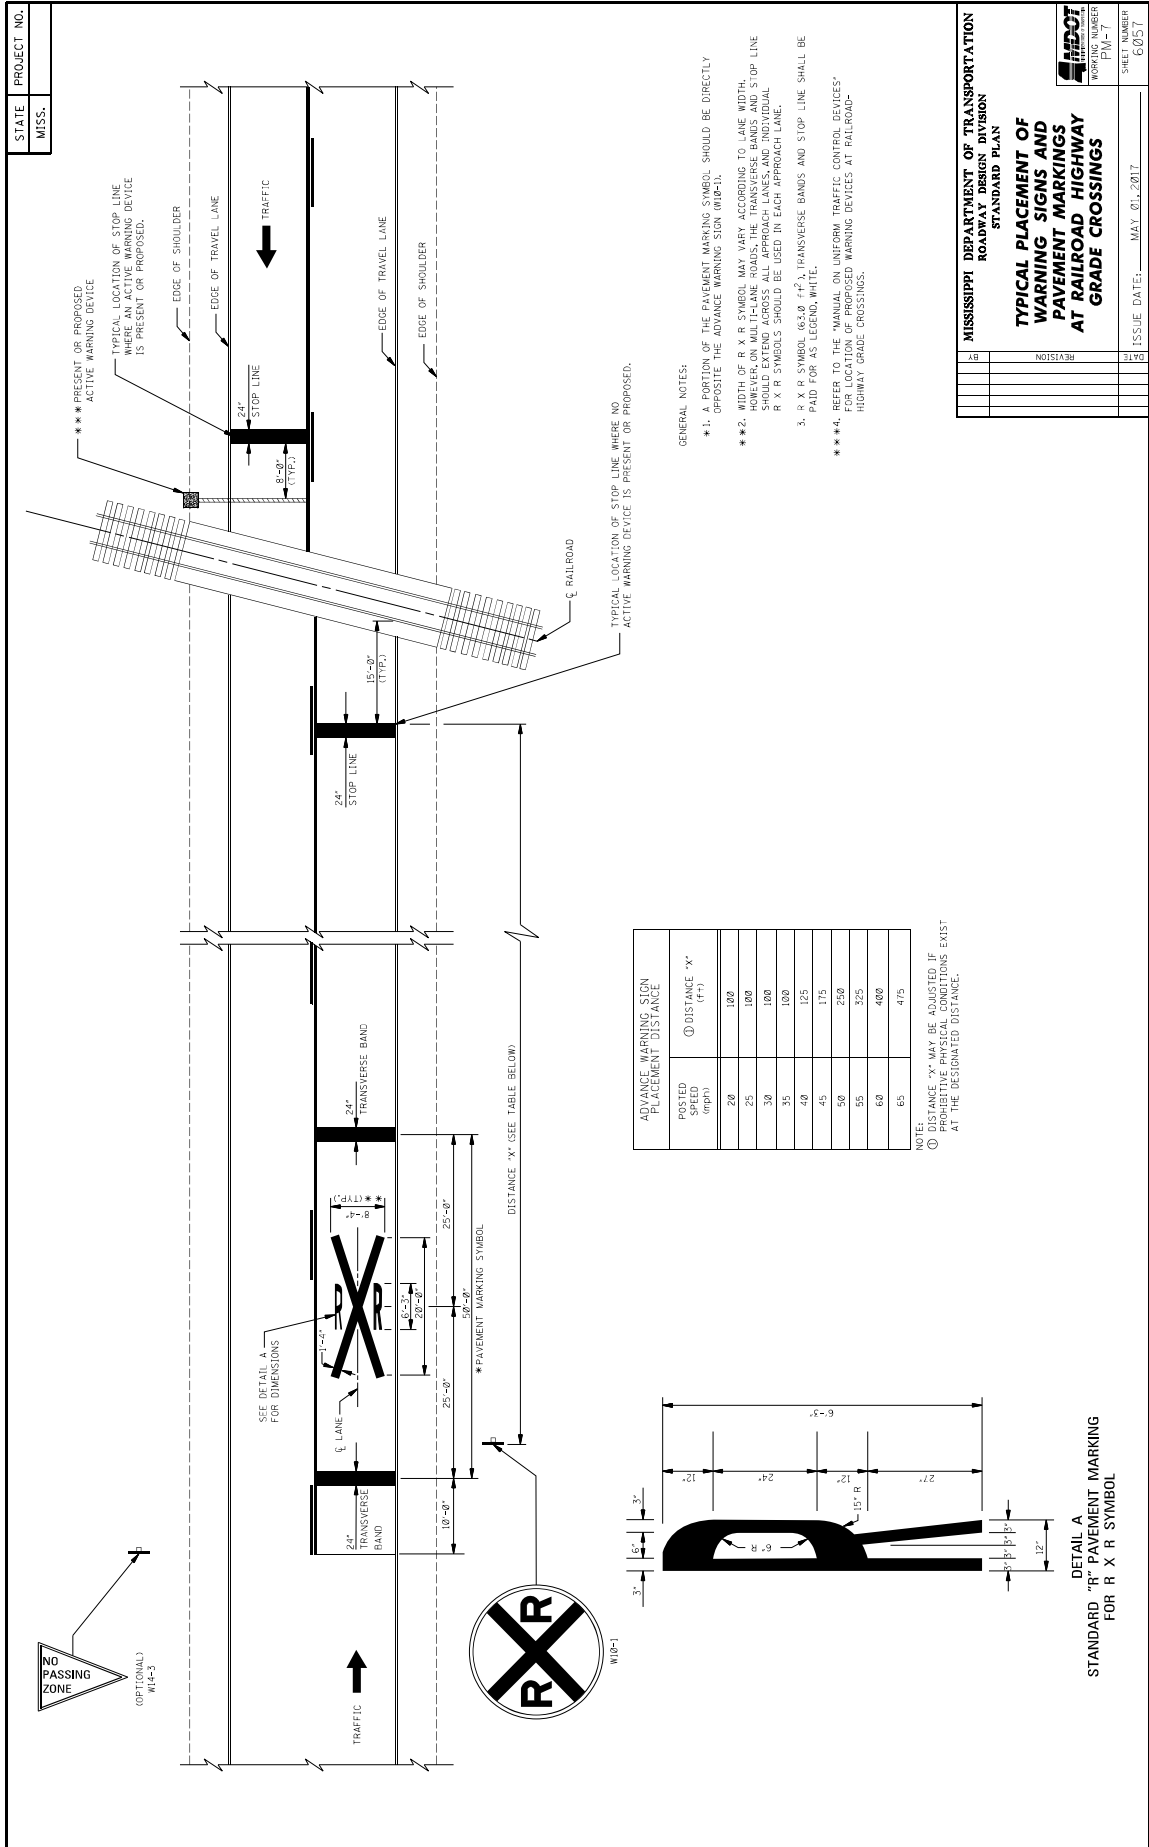 STATE
PROJECT NO.
MISS.
* * * PRESENT OR PROPOSED
ACTIVE WARNING DEVICE
TYPICAL LOCATION OF STOP LINE
WHERE AN ACTIVE WARNING DEVICE
IS PRESENT OR PROPOSED.
EDGE OF SHOULDER
EDGE OF TRAVEL LANE
TRAFFIC
EDGE OF TRAVEL LANE
EDGE OF SHOULDER
24"
STOP LINE
8'-0"
(TYP.)
℄ RAILROAD
15'-0"
(TYP.)
TYPICAL LOCATION OF STOP LINE WHERE NO
ACTIVE WARNING DEVICE IS PRESENT OR PROPOSED.
24"
STOP LINE
DISTANCE "X" (SEE TABLE BELOW)
24"
TRANSVERSE BAND
8'-4"
* * (TYP.)
R
R
SEE DETAIL A
FOR DIMENSIONS
1'-4"
℄ LANE
6'-3"
20'-0"
25'-0"
25'-0"
50'-0"
* PAVEMENT MARKING SYMBOL
10'-0"
24"
TRANSVERSE
BAND
NO
PASSING
ZONE
(OPTIONAL)
W14-3
TRAFFIC
R
R
W10-1
GENERAL NOTES:
* 1. A PORTION OF THE PAVEMENT MARKING SYMBOL SHOULD BE DIRECTLY
OPPOSITE THE ADVANCE WARNING SIGN (W10-1).
* * 2. WIDTH OF R X R SYMBOL MAY VARY ACCORDING TO LANE WIDTH.
HOWEVER, ON MULTI-LANE ROADS, THE TRANSVERSE BANDS AND STOP LINE
SHOULD EXTEND ACROSS ALL APPROACH LANES, AND INDIVIDUAL
R X R SYMBOLS SHOULD BE USED IN EACH APPROACH LANE.
3. R X R SYMBOL (63.0 ft²), TRANSVERSE BANDS AND STOP LINE SHALL BE
PAID FOR AS LEGEND, WHITE.
* * * 4. REFER TO THE "MANUAL ON UNIFORM TRAFFIC CONTROL DEVICES"
FOR LOCATION OF PROPOSED WARNING DEVICES AT RAILROAD-
HIGHWAY GRADE CROSSINGS.
ADVANCE WARNING SIGN
PLACEMENT DISTANCE
POSTED
SPEED
(mph)
① DISTANCE "X"
(ft)
20 100
25 100
30 100
35 100
40 125
45 175
50 250
55 325
60 400
65 475
NOTE:
① DISTANCE "X" MAY BE ADJUSTED IF
PROHIBITIVE PHYSICAL CONDITIONS EXIST
AT THE DESIGNATED DISTANCE.
3"
6"
3"
12"
24"
12"
27"
6'-3"
6" R
15" R
3" 3" 3" 3"
12"
DETAIL A
STANDARD "R" PAVEMENT MARKING
FOR R X R SYMBOL
BY
REVISION
DATE
MISSISSIPPI DEPARTMENT OF TRANSPORTATION
ROADWAY DESIGN DIVISION
STANDARD PLAN
TYPICAL PLACEMENT OF
WARNING SIGNS AND
PAVEMENT MARKINGS
AT RAILROAD HIGHWAY
GRADE CROSSINGS
ISSUE DATE: MAY 01, 2017
MDOT
WORKING NUMBER
PM-7
SHEET NUMBER
6057